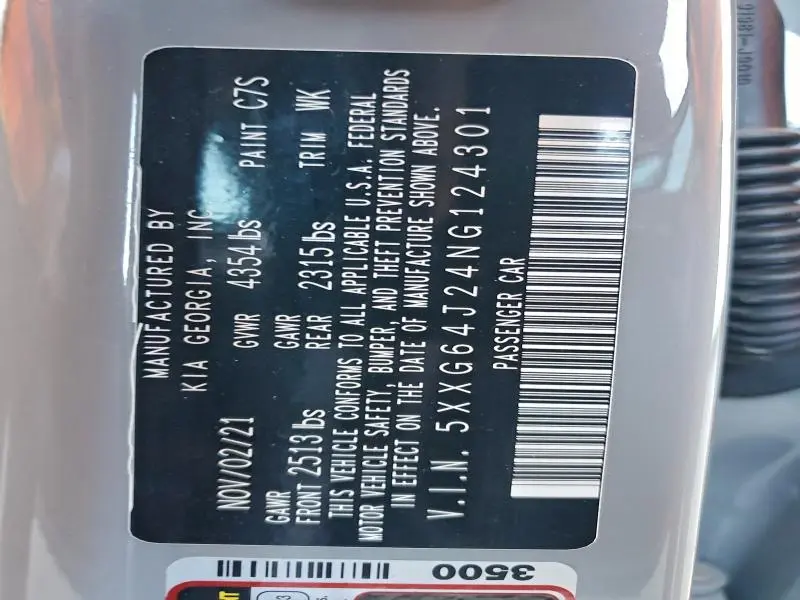 MANUFACTURED BY
KIA GEORGIA, INC
NOV/02/21 GVWR 4354lbs PAINT C7S
GAWR GAWR
FRONT 2513lbs REAR 2315lbs TRIM WK
THIS VEHICLE CONFORMS TO ALL APPLICABLE U.S.A. FEDERAL
MOTOR VEHICLE SAFETY, BUMPER, AND THEFT PREVENTION STANDARDS
IN EFFECT ON THE DATE OF MANUFACTURE SHOWN ABOVE.
V.I.N. 5XXG64J24NG124301
PASSENGER CAR
3500